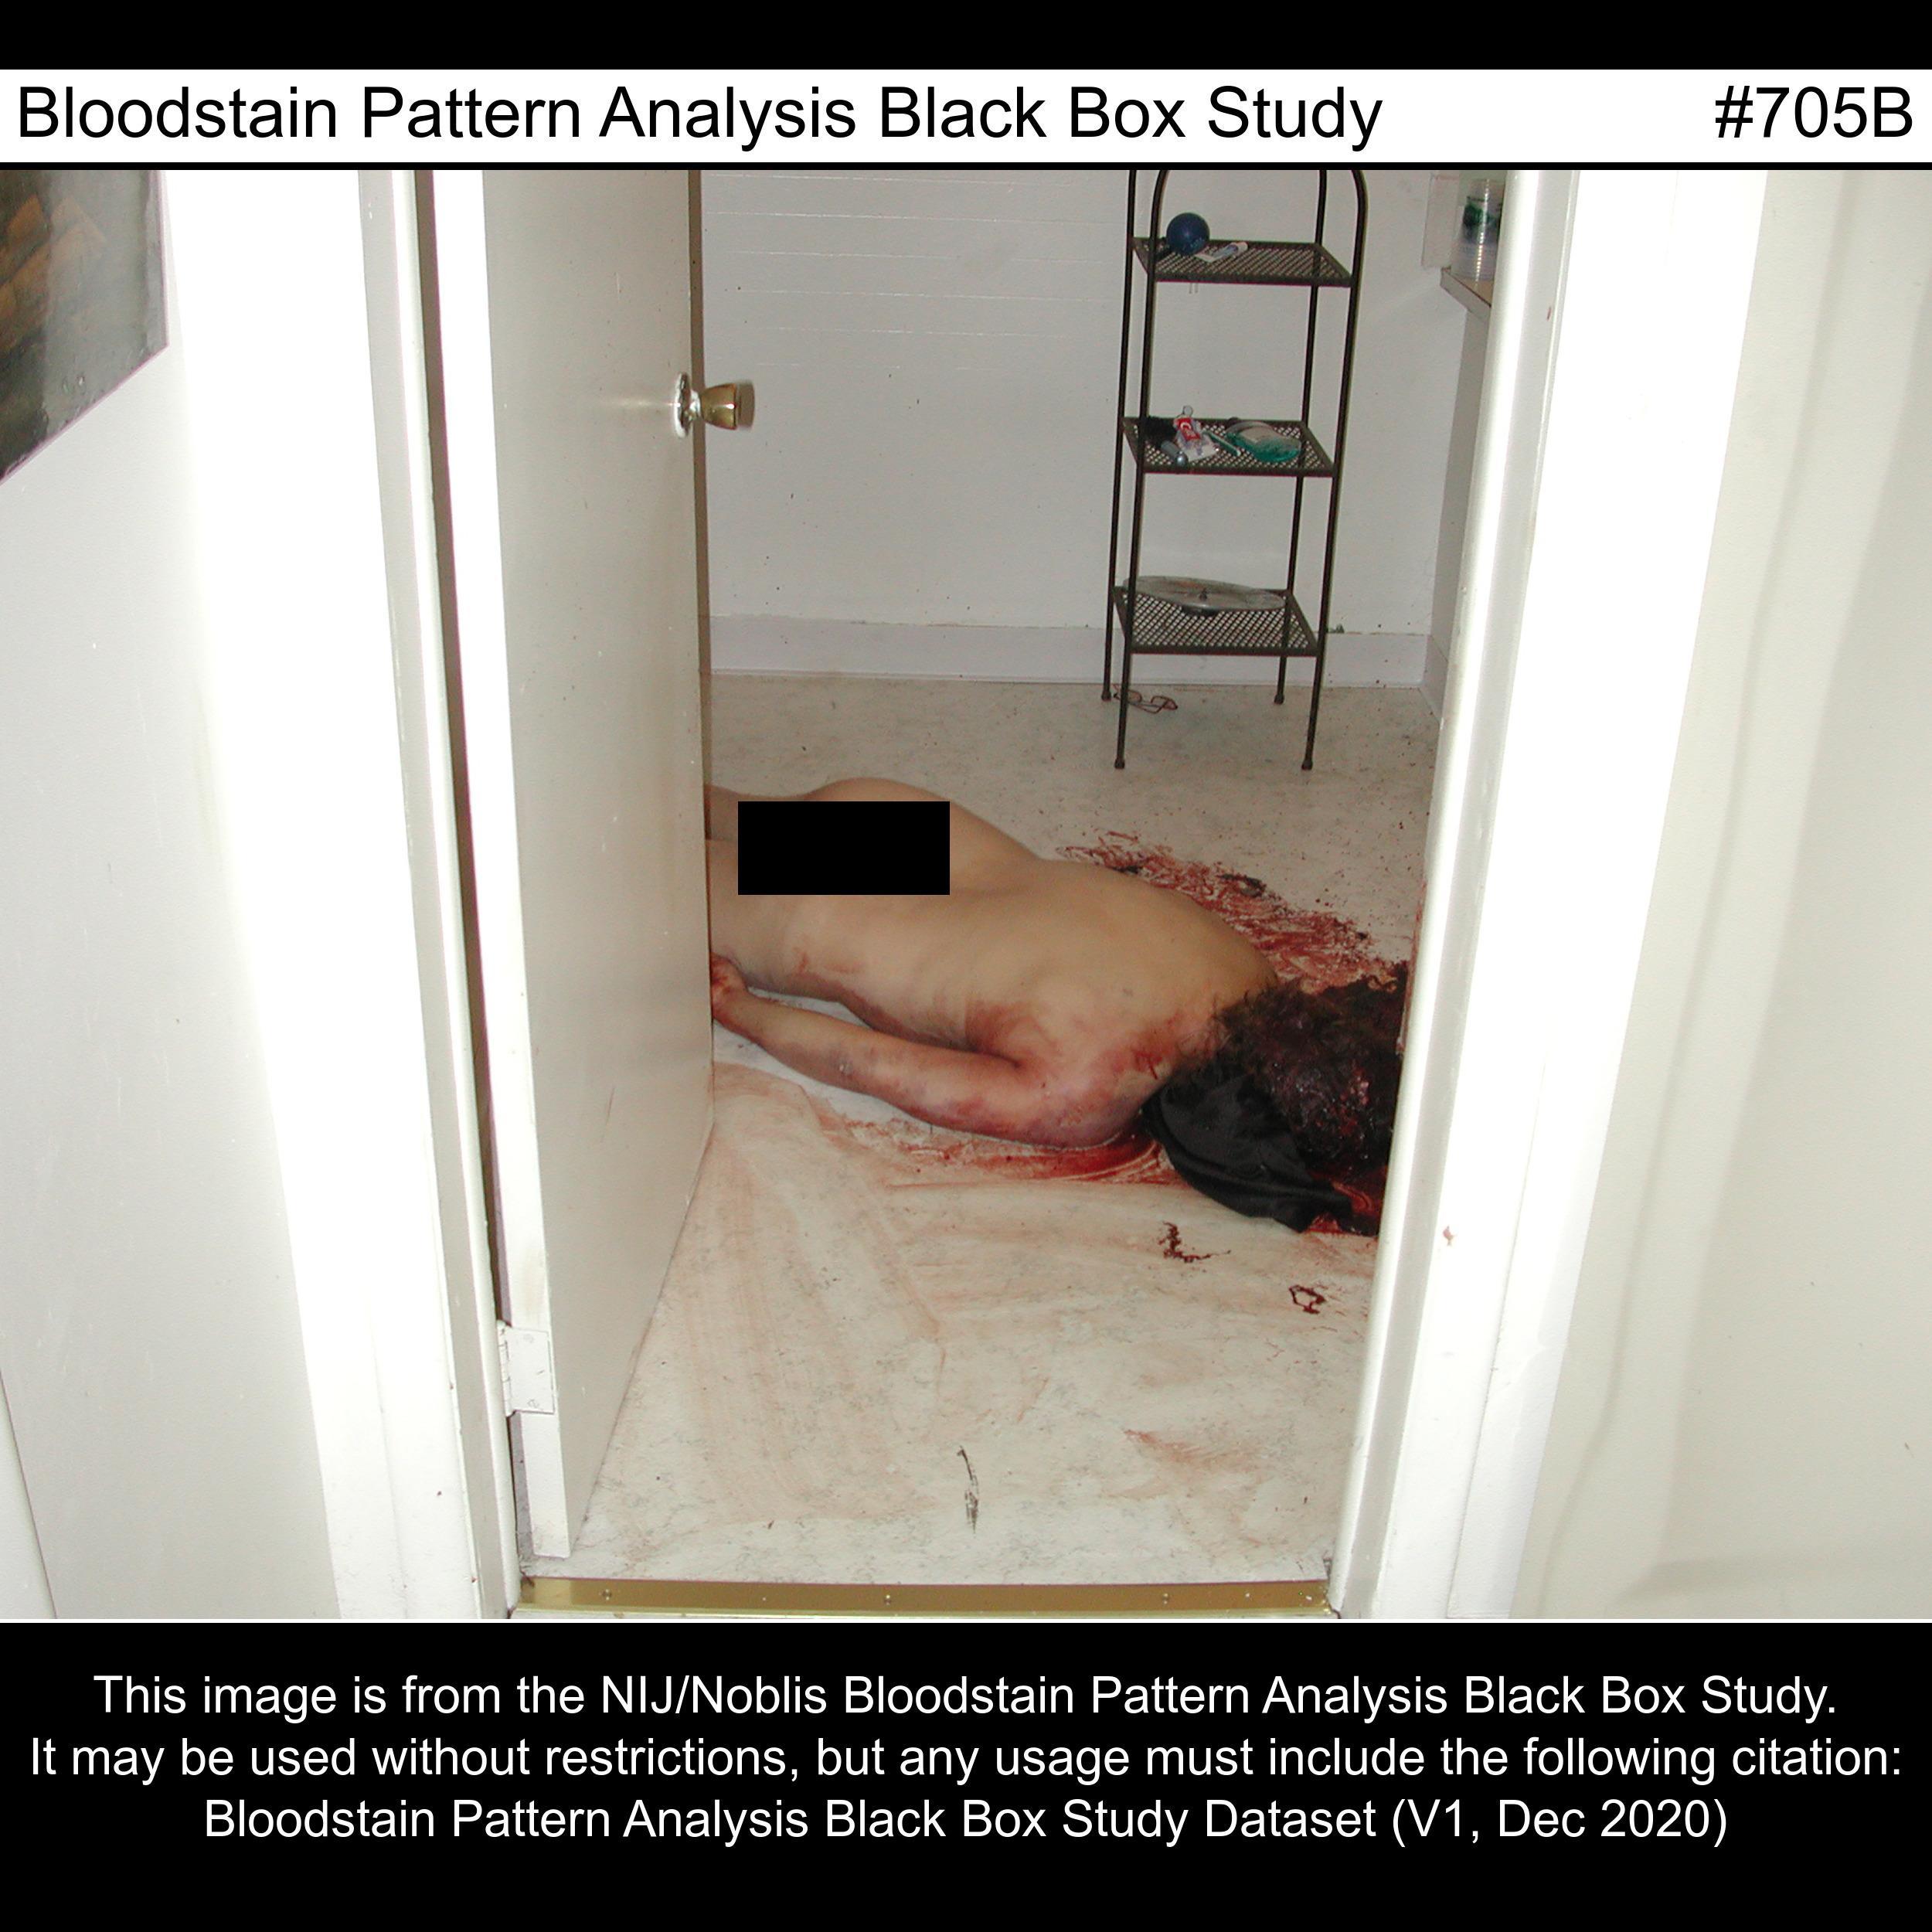 Bloodstain Pattern Analysis Black Box Study #705B
This image is from the NIJ/Noblis Bloodstain Pattern Analysis Black Box Study.
It may be used without restrictions, but any usage must include the following citation:
Bloodstain Pattern Analysis Black Box Study Dataset (V1, Dec 2020)